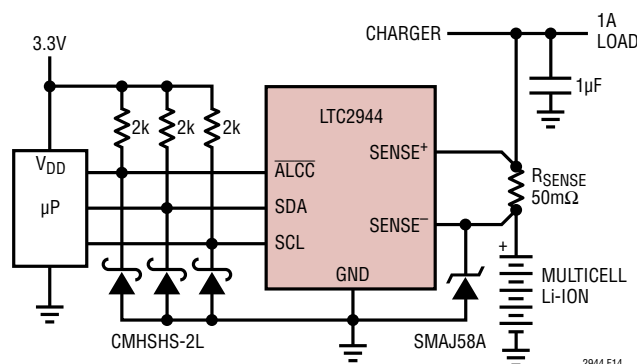 3.3V
CHARGER
1A
LOAD
1µF
2k
2k
2k
LTC2944
VDD
µP
ALCC
SDA
SCL
SENSE+
SENSE–
GND
RSENSE
50mΩ
+
MULTICELL
Li-ION
CMHSHS-2L
SMAJ58A
2944 F14